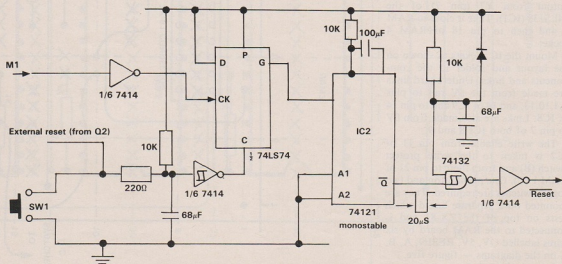 10K
100μF
M1
D
P
G
10K
1/6 7414
CK
68μF
IC2
External reset (from Q2)
C
10K
½ 74LS74
74132
220Ω
1/6 7414
A1
A2
Q̅
SW1
68μF
74121
monostable
20μS
1/6 7414
R̅e̅s̅e̅t̅